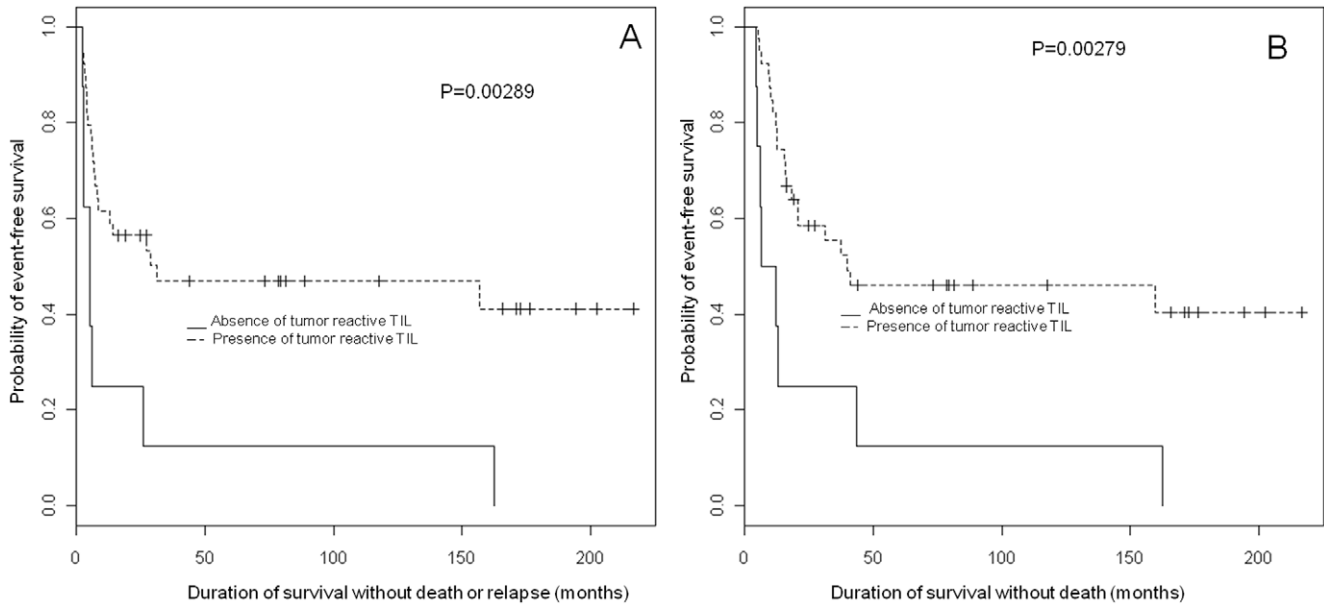 A
P=0.00289
Probability of event-free survival
1.0
0.8
0.6
0.4
0.2
0.0
Absence of tumor reactive TIL
Presence of tumor reactive TIL
0
50
100
150
200
Duration of survival without death or relapse (months)
B
P=0.00279
Probability of event-free survival
1.0
0.8
0.6
0.4
0.2
0.0
Absence of tumor reactive TIL
Presence of tumor reactive TIL
0
50
100
150
200
Duration of survival without death (months)